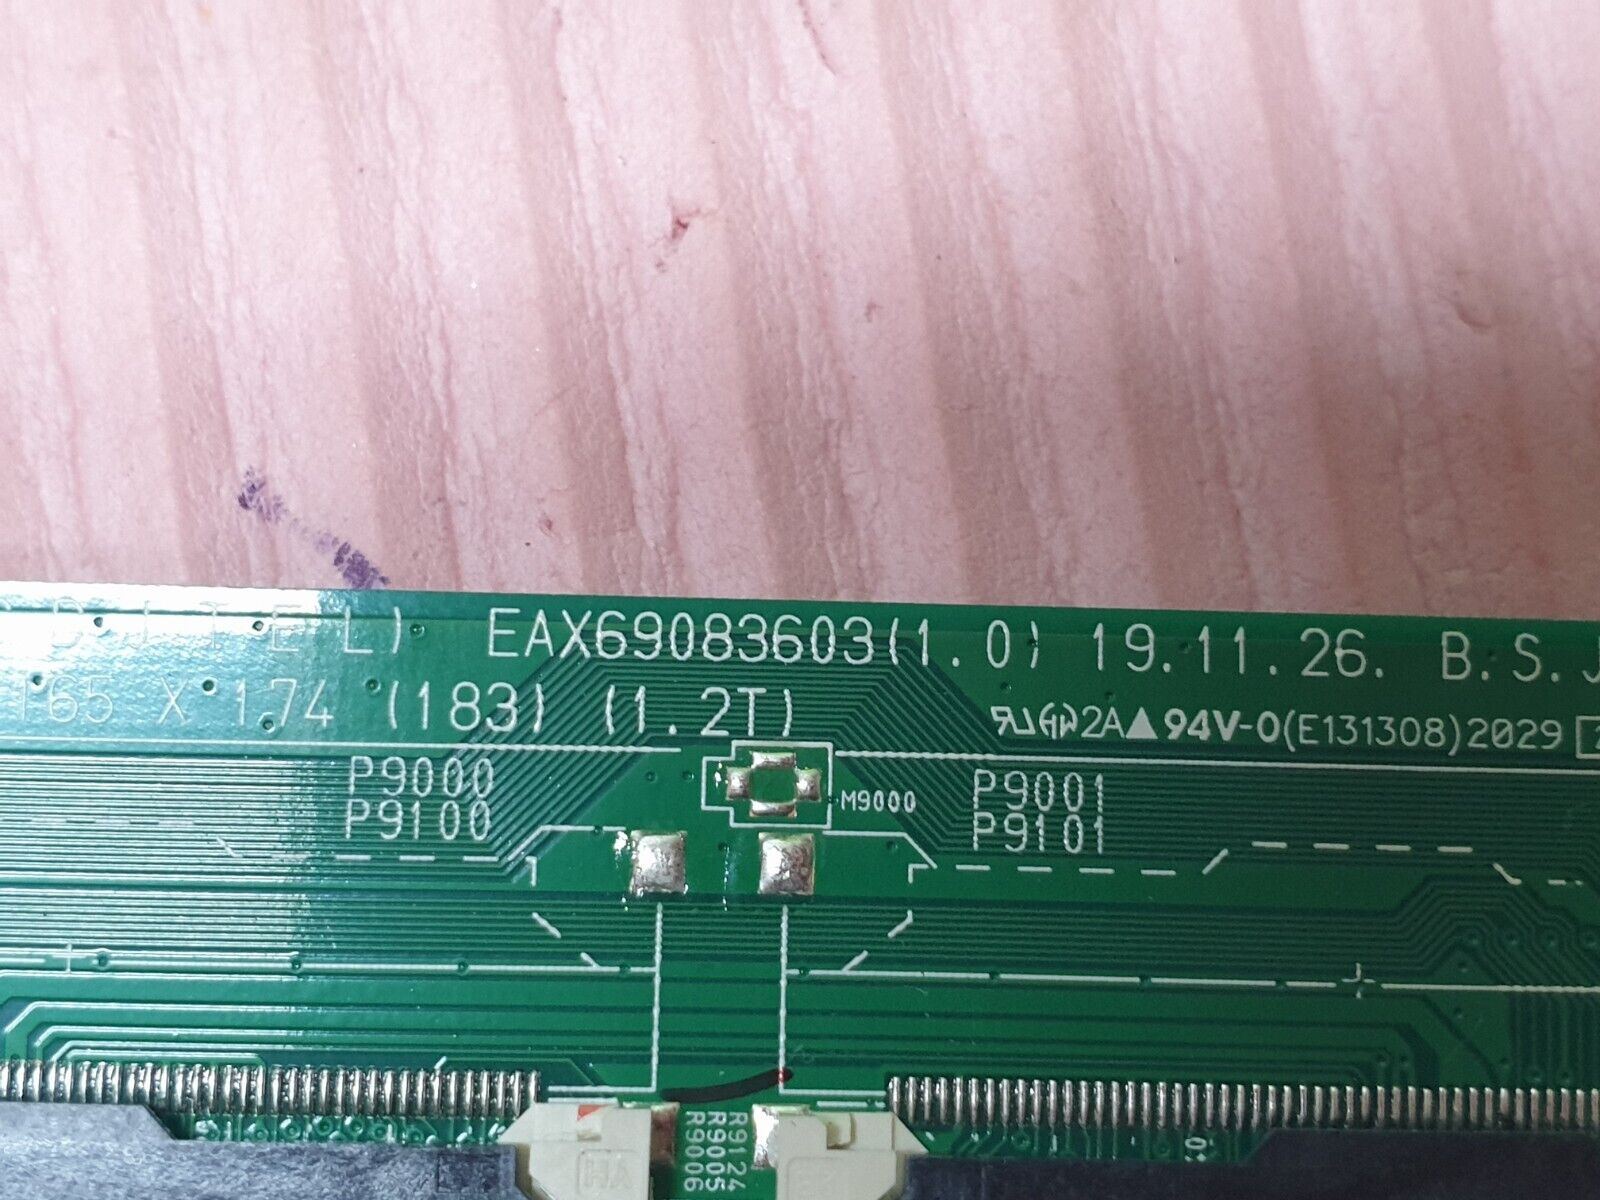 DITEL) EAX69083603(1.0) 19.11.26. B.S.J
165 X 174 (183) (1.2T)
2A▲94V-0(E131308)2029
P9000
P9100
M9000
P9001
P9101
R9124
R9005
R9006